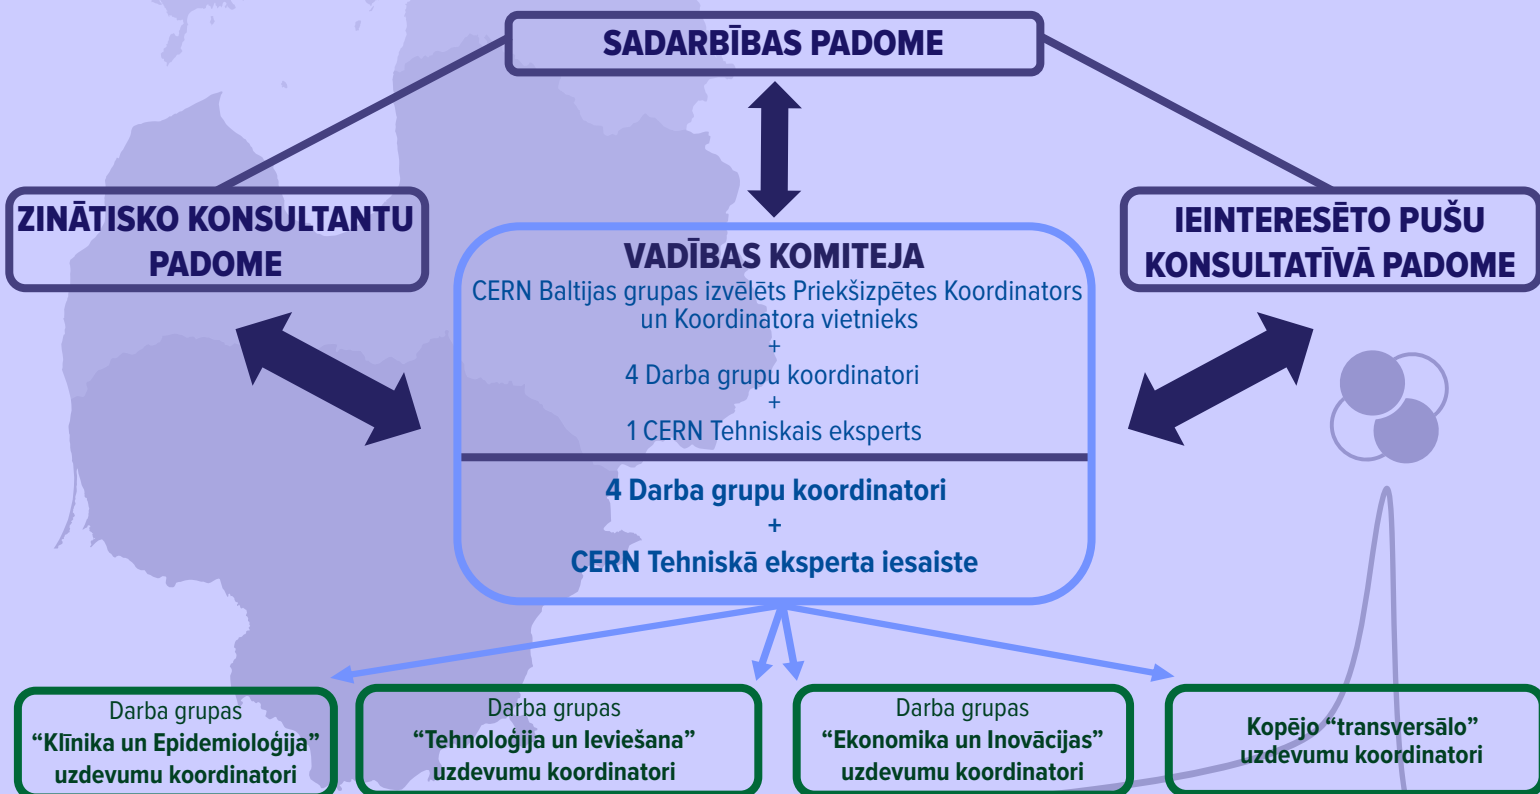 SADARBĪBAS PADOME
ZINĀTISKO KONSULTANTU
PADOME
IEINTERESĒTO PUŠU
KONSULTATĪVĀ PADOME
VADĪBAS KOMITEJA
CERN Baltijas grupas izvēlēts Priekšizpētes Koordinators
un Koordinatora vietnieks
+
4 Darba grupu koordinatori
+
1 CERN Tehniskais eksperts
4 Darba grupu koordinatori
+
CERN Tehniskā eksperta iesaiste
Darba grupas
“Klīnika un Epidemioloģija”
uzdevumu koordinatori
Darba grupas
“Tehnoloģija un Ieviešana”
uzdevumu koordinatori
Darba grupas
“Ekonomika un Inovācijas”
uzdevumu koordinatori
Kopējo “transversālo”
uzdevumu koordinatori